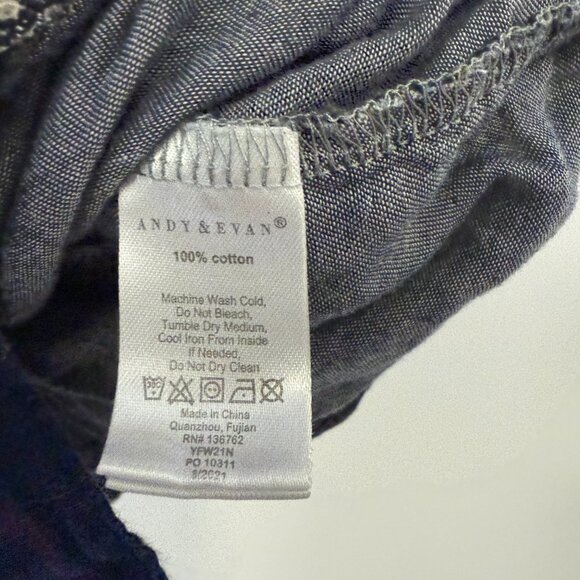 ANDY & EVAN®
100% cotton
Machine Wash Cold,
Do Not Bleach,
Tumble Dry Medium,
Cool Iron From Inside
If Needed,
Do Not Dry Clean
Made in China
Quanzhou, Fujian
RN# 136762
YFW21N
PO 10311